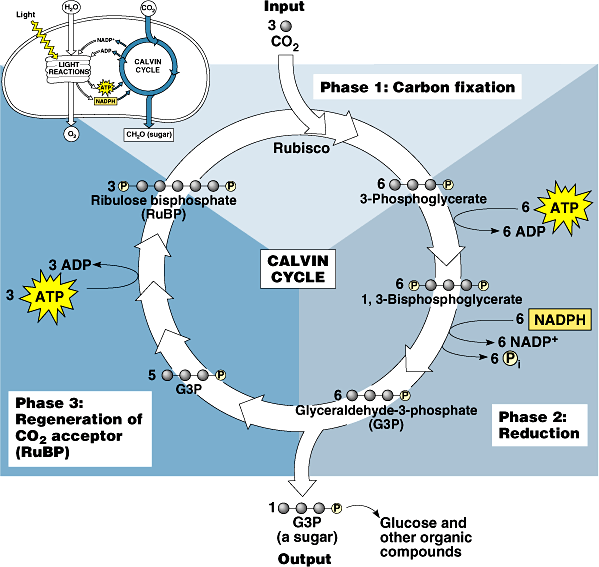 Light
H₂O
CO₂
NADP⁺
ADP
LIGHT
REACTIONS
CALVIN
CYCLE
ATP
NADPH
O₂
CH₂O (sugar)
Input
3
CO₂
Phase 1: Carbon fixation
Rubisco
3 P P
Ribulose bisphosphate
(RuBP)
6 P
3-Phosphoglycerate
6 ATP
6 ADP
3 ADP
3 ATP
CALVIN
CYCLE
6 P P
1, 3-Bisphosphoglycerate
6 NADPH
6 NADP⁺
6 Pi
5 P
G3P
6 P
Glyceraldehyde-3-phosphate
(G3P)
Phase 3:
Regeneration of
CO₂ acceptor
(RuBP)
Phase 2:
Reduction
1 P
G3P
(a sugar)
Output
Glucose and
other organic
compounds